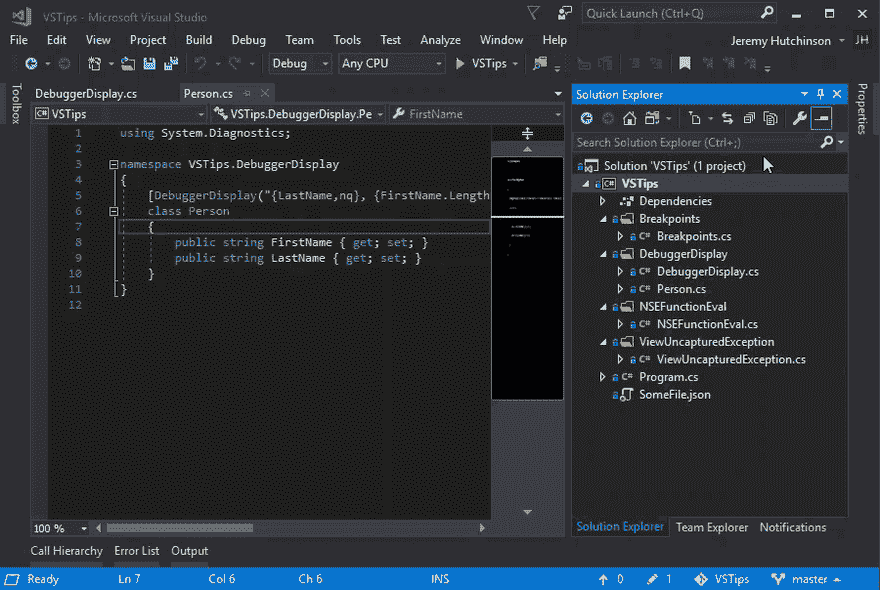 VSTips - Microsoft Visual Studio
Quick Launch (Ctrl+Q)
File Edit View Project Build Debug Team Tools Test Analyze Window Help
Jeremy Hutchinson JH
Debug Any CPU VSTips
Toolbox
DebuggerDisplay.cs Person.cs
C# VSTips VSTips.DebuggerDisplay.Pe FirstName
1 using System.Diagnostics;
2
3 namespace VSTips.DebuggerDisplay
4 {
5 [DebuggerDisplay("{LastName,nq}, {FirstName.Length
6 class Person
7 {
8 public string FirstName { get; set; }
9 public string LastName { get; set; }
10 }
11 }
12
100 %
Solution Explorer
Search Solution Explorer (Ctrl+;)
Solution 'VSTips' (1 project)
C# VSTips
Dependencies
Breakpoints
C# Breakpoints.cs
DebuggerDisplay
C# DebuggerDisplay.cs
C# Person.cs
NSEFunctionEval
C# NSEFunctionEval.cs
ViewUncapturedException
C# ViewUncapturedException.cs
C# Program.cs
SomeFile.json
Solution Explorer Team Explorer Notifications
Properties
Call Hierarchy Error List Output
Ready Ln 7 Col 6 Ch 6 INS 0 1 VSTips master